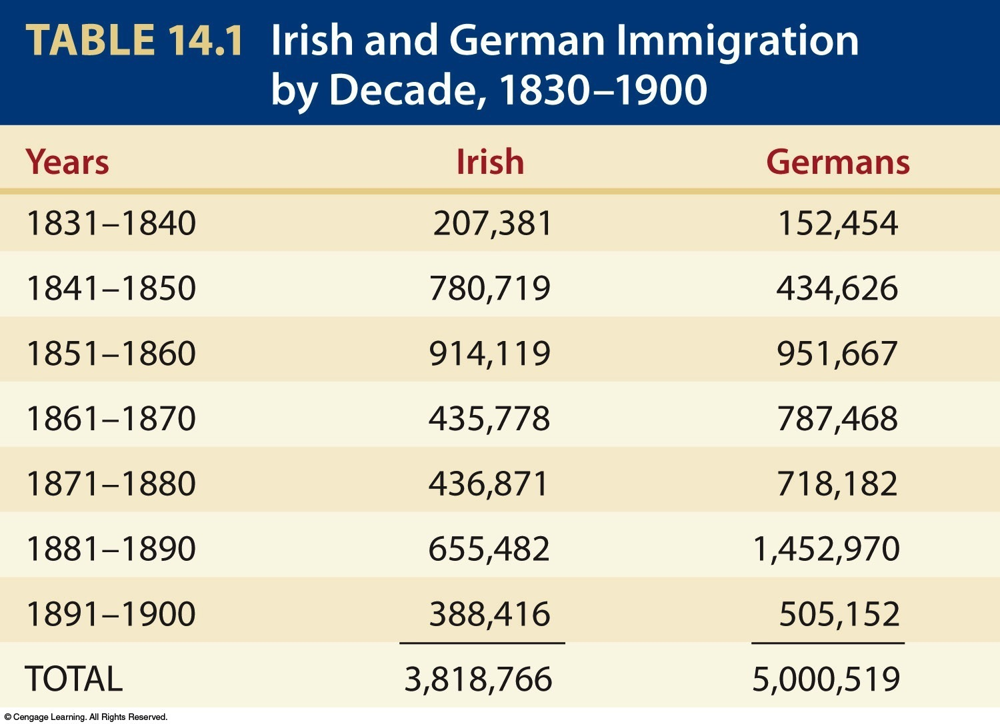 TABLE 14.1 Irish and German Immigration
by Decade, 1830–1900
Years Irish Germans
1831–1840 207,381 152,454
1841–1850 780,719 434,626
1851–1860 914,119 951,667
1861–1870 435,778 787,468
1871–1880 436,871 718,182
1881–1890 655,482 1,452,970
1891–1900 388,416 505,152
TOTAL 3,818,766 5,000,519
© Cengage Learning. All Rights Reserved.